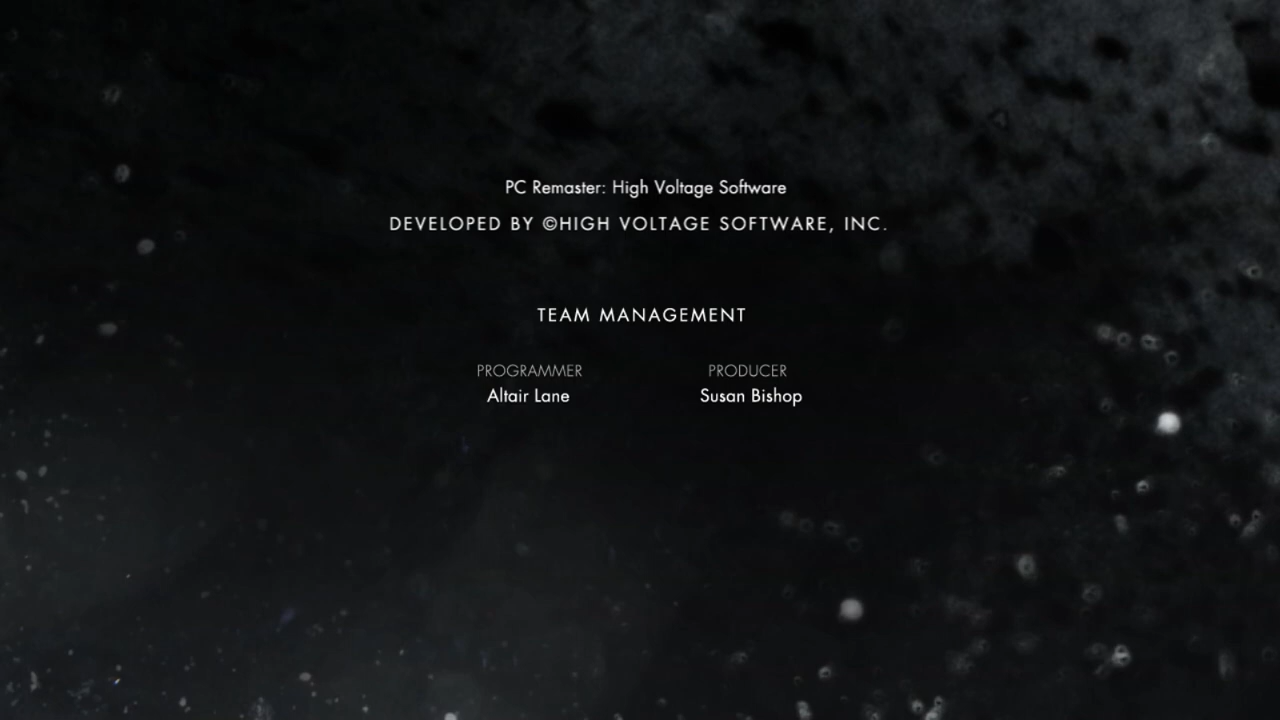 PC Remaster: High Voltage Software
DEVELOPED BY ©HIGH VOLTAGE SOFTWARE, INC.
TEAM MANAGEMENT
PROGRAMMER PRODUCER
Altair Lane Susan Bishop